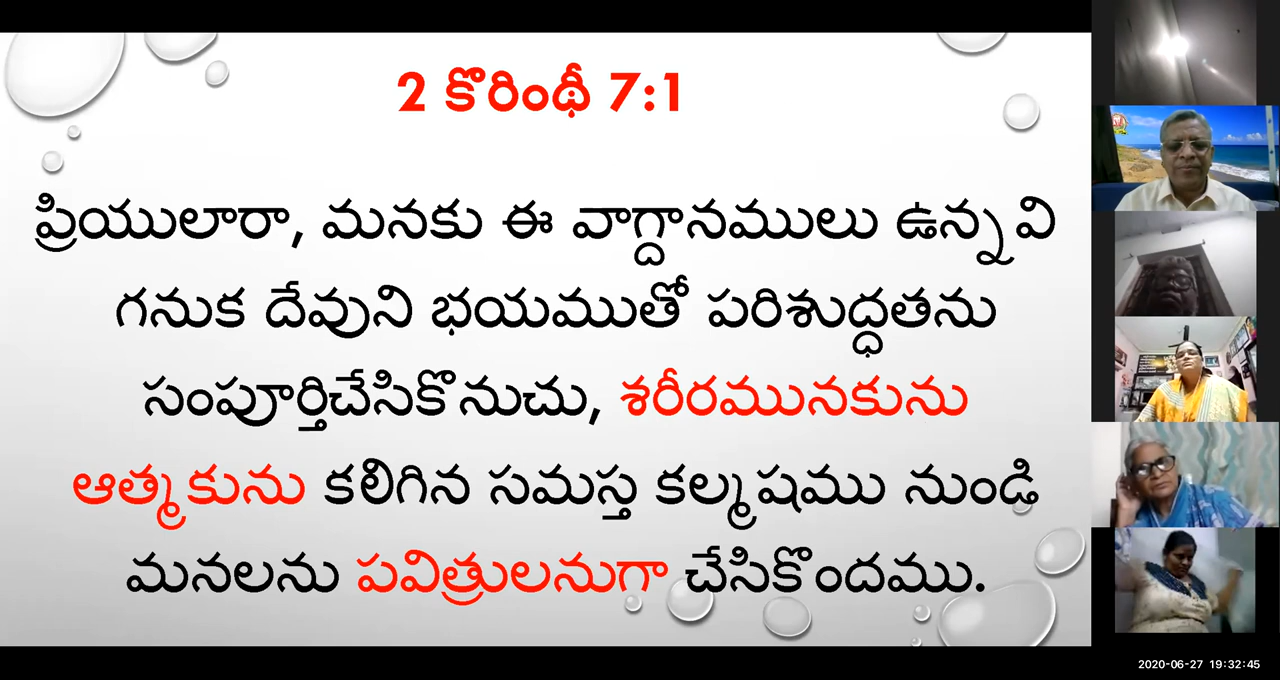 2 కొరింథీ 7:1
ప్రియులారా, మనకు ఈ వాగ్దానములు ఉన్నవి
గనుక దేవుని భయముతో పరిశుద్ధతను
సంపూర్తిచేసికొనుచు, శరీరమునకును
ఆత్మకును కలిగిన సమస్త కల్మషము నుండి
మనలను పవిత్రులనుగా చేసికొందము.
2020-06-27 19:32:45